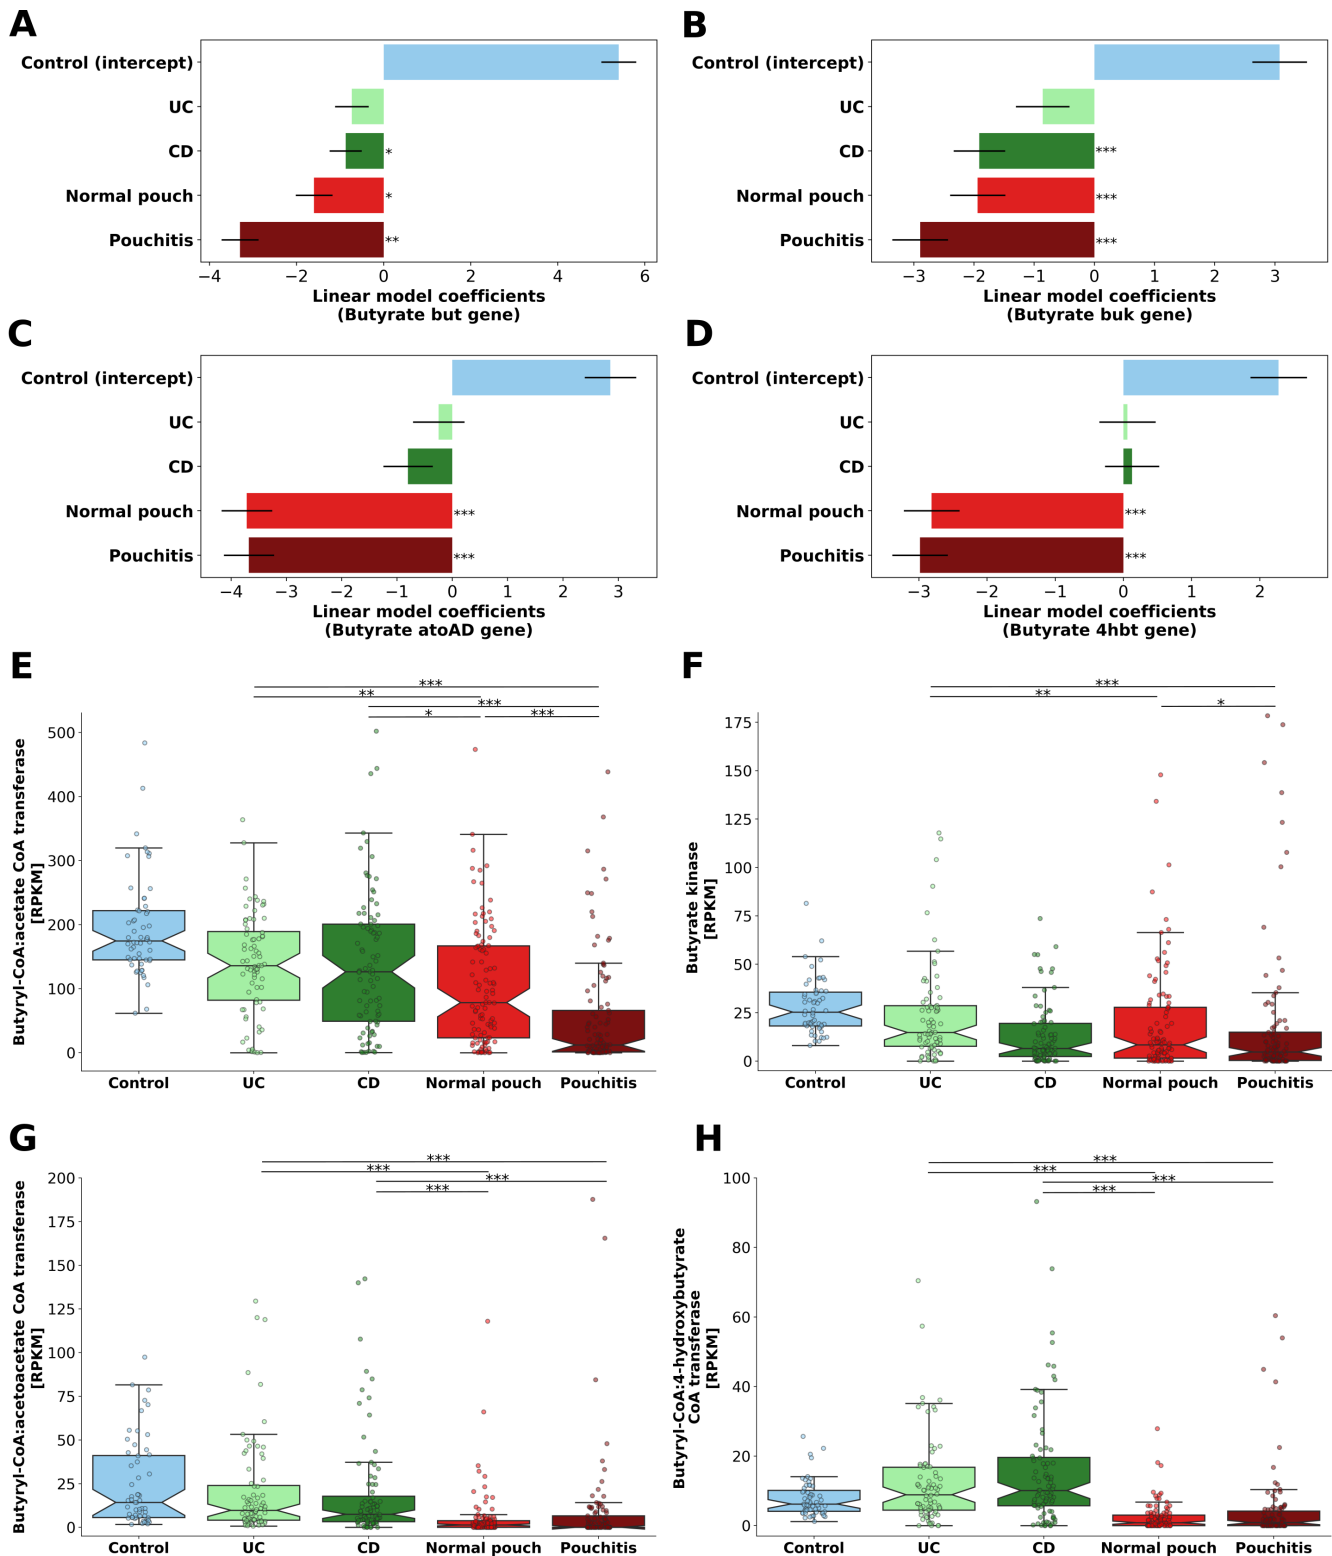 A
Control (intercept)
UC
CD
*
Normal pouch
*
Pouchitis
**
−4 −2 0 2 4 6
Linear model coefficients
(Butyrate but gene)
B
Control (intercept)
UC
CD
***
Normal pouch
***
Pouchitis
***
−3 −2 −1 0 1 2 3
Linear model coefficients
(Butyrate buk gene)
C
Control (intercept)
UC
CD
Normal pouch
***
Pouchitis
***
−4 −3 −2 −1 0 1 2 3
Linear model coefficients
(Butyrate atoAD gene)
D
Control (intercept)
UC
CD
Normal pouch
***
Pouchitis
***
−3 −2 −1 0 1 2
Linear model coefficients
(Butyrate 4hbt gene)
E
***
**
***
* ***
Butyryl-CoA:acetate CoA transferase
[RPKM]
500
400
300
200
100
0
Control UC CD Normal pouch Pouchitis
F
***
**
*
Butyrate kinase
[RPKM]
175
150
125
100
75
50
25
0
Control UC CD Normal pouch Pouchitis
G
***
***
***
***
Butyryl-CoA:acetoacetate CoA transferase
[RPKM]
200
175
150
125
100
75
50
25
0
Control UC CD Normal pouch Pouchitis
H
***
***
***
***
Butyryl-CoA:4-hydroxybutyrate
CoA transferase
[RPKM]
100
80
60
40
20
0
Control UC CD Normal pouch Pouchitis